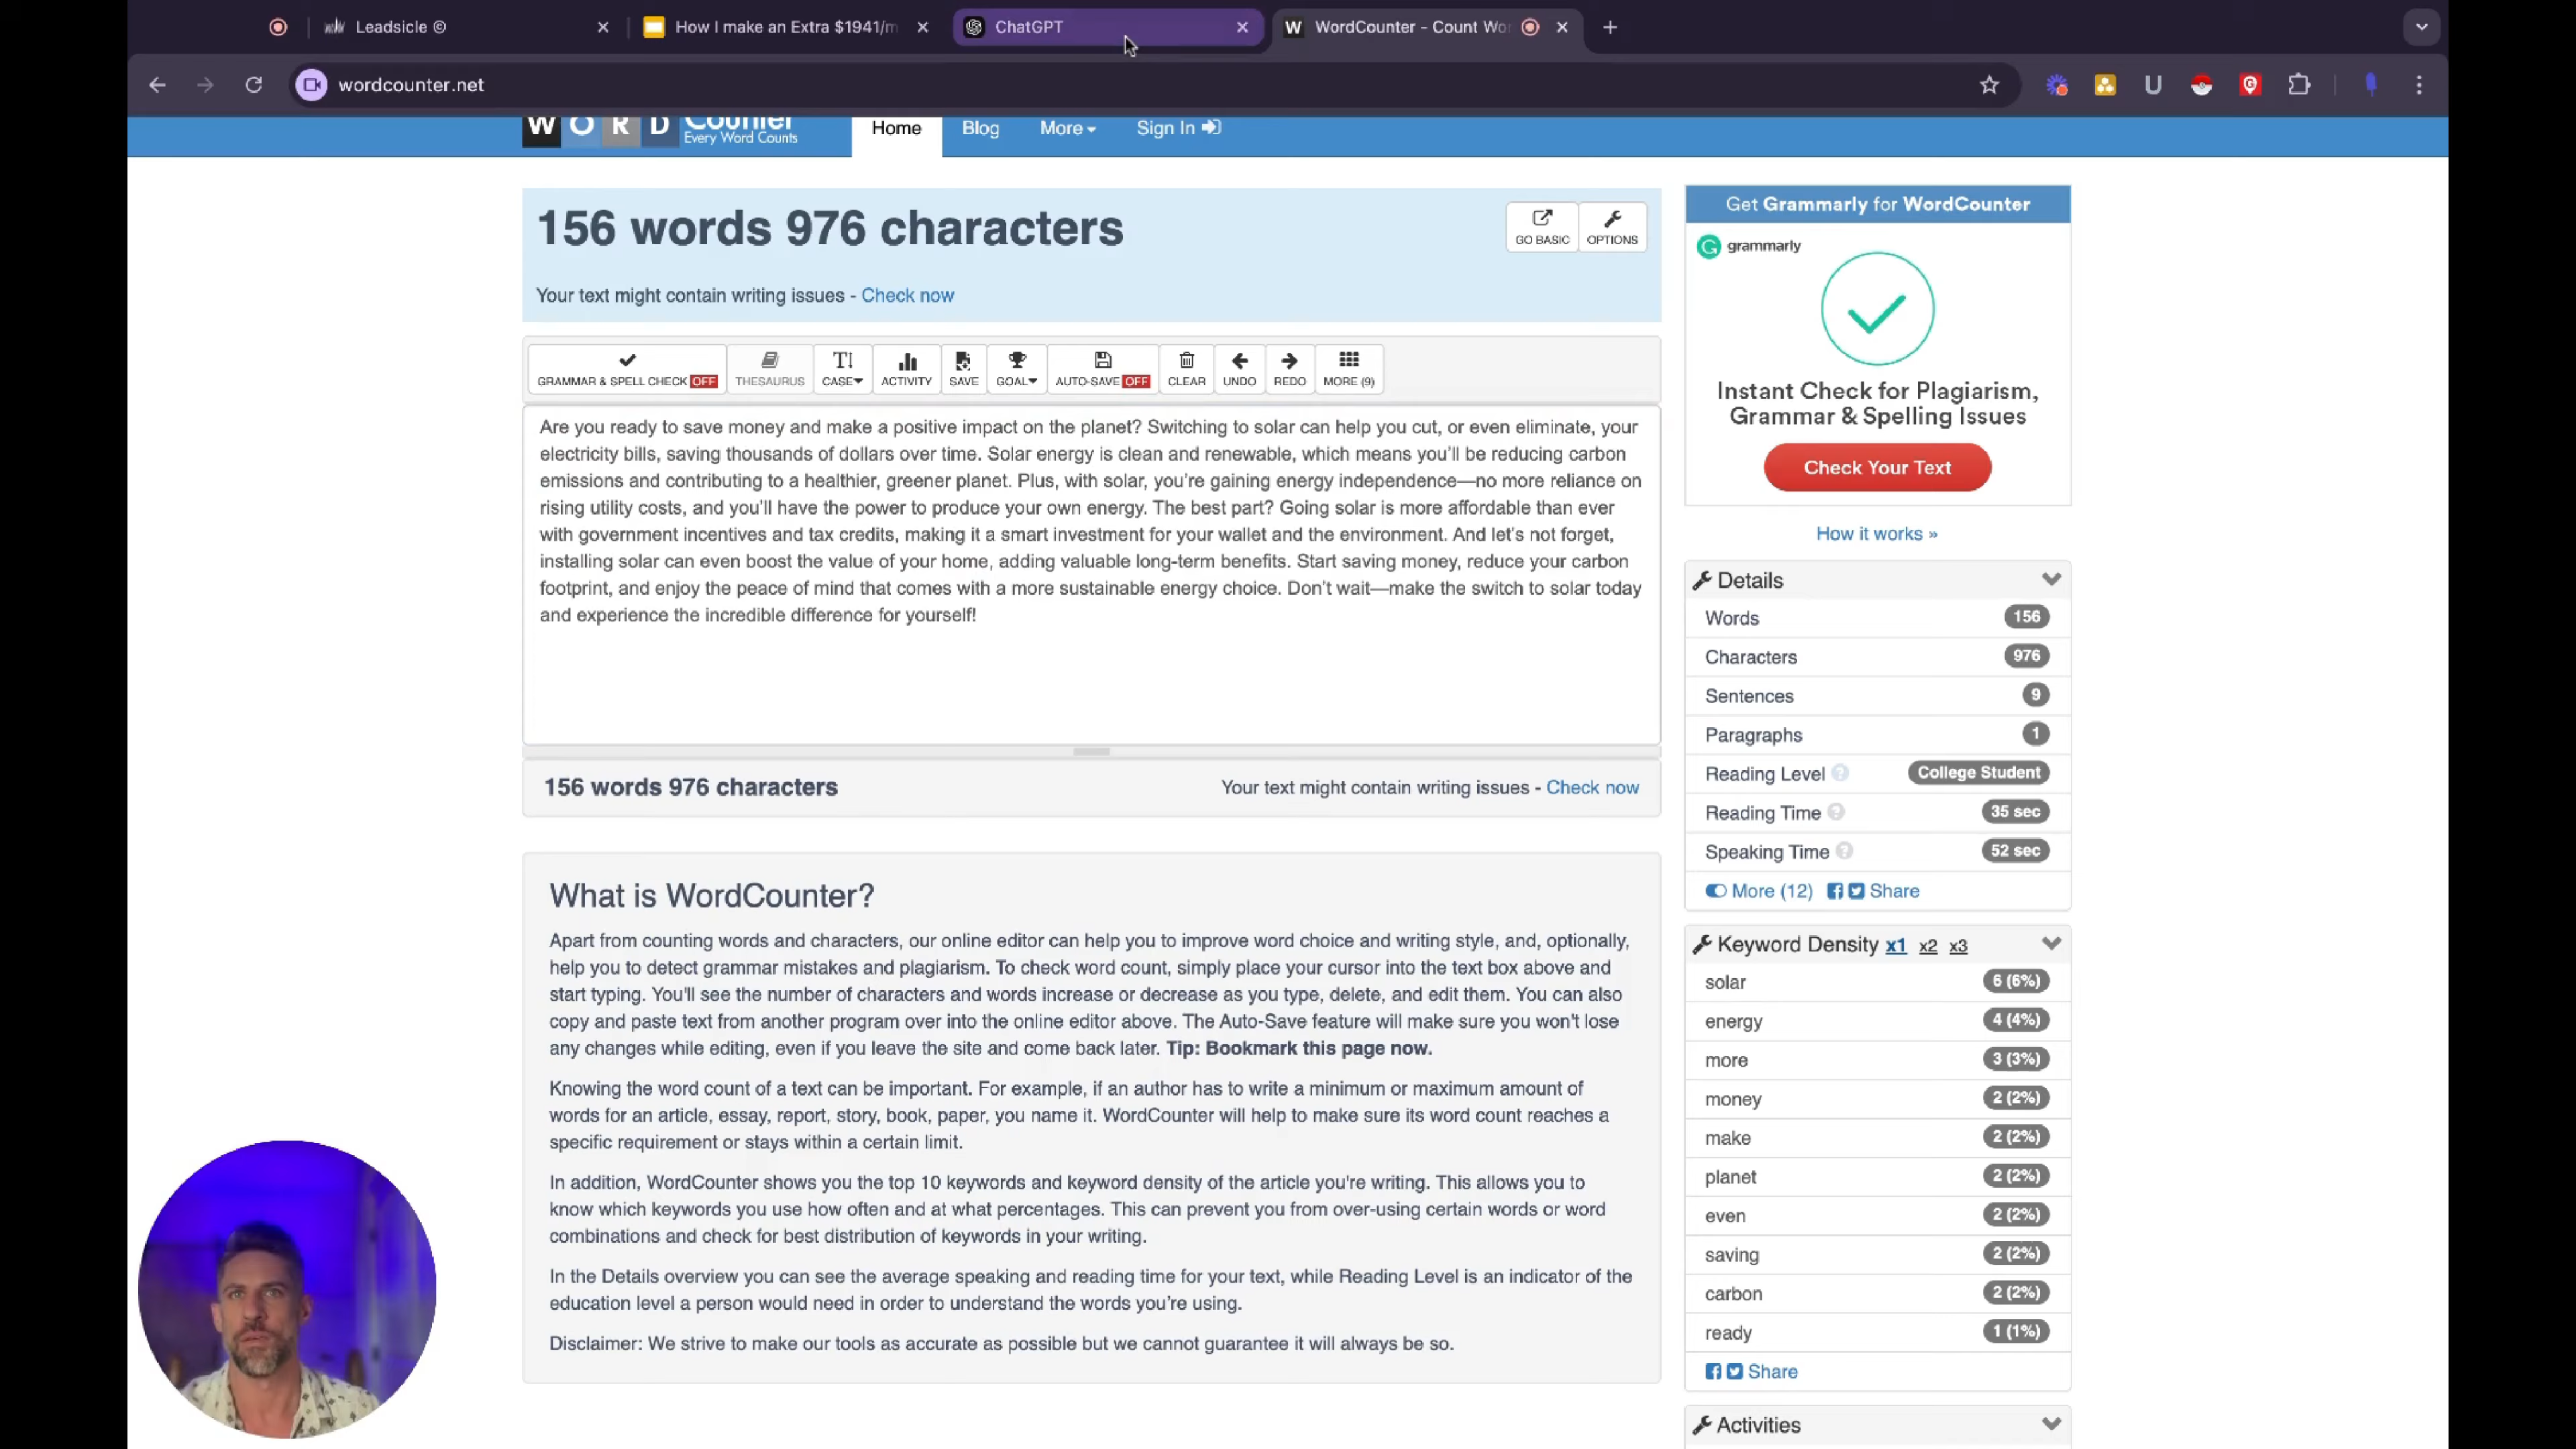 Leadsicle ©
How I make an Extra $1941/m
ChatGPT
WordCounter - Count Wor
wordcounter.net
WORD Counter
Every Word Counts
Home
Blog
More
Sign In
156 words 976 characters
GO BASIC
OPTIONS
Your text might contain writing issues - Check now
GRAMMAR & SPELL CHECK OFF
THESAURUS
CASE
ACTIVITY
SAVE
GOAL
AUTO-SAVE OFF
CLEAR
UNDO
REDO
MORE (9)
Are you ready to save money and make a positive impact on the planet? Switching to solar can help you cut, or even eliminate, your
electricity bills, saving thousands of dollars over time. Solar energy is clean and renewable, which means you'll be reducing carbon
emissions and contributing to a healthier, greener planet. Plus, with solar, you're gaining energy independence—no more reliance on
rising utility costs, and you'll have the power to produce your own energy. The best part? Going solar is more affordable than ever
with government incentives and tax credits, making it a smart investment for your wallet and the environment. And let's not forget,
installing solar can even boost the value of your home, adding valuable long-term benefits. Start saving money, reduce your carbon
footprint, and enjoy the peace of mind that comes with a more sustainable energy choice. Don't wait—make the switch to solar today
and experience the incredible difference for yourself!
156 words 976 characters
Your text might contain writing issues - Check now
What is WordCounter?
Apart from counting words and characters, our online editor can help you to improve word choice and writing style, and, optionally,
help you to detect grammar mistakes and plagiarism. To check word count, simply place your cursor into the text box above and
start typing. You'll see the number of characters and words increase or decrease as you type, delete, and edit them. You can also
copy and paste text from another program over into the online editor above. The Auto-Save feature will make sure you won't lose
any changes while editing, even if you leave the site and come back later. Tip: Bookmark this page now.
Knowing the word count of a text can be important. For example, if an author has to write a minimum or maximum amount of
words for an article, essay, report, story, book, paper, you name it. WordCounter will help to make sure its word count reaches a
specific requirement or stays within a certain limit.
In addition, WordCounter shows you the top 10 keywords and keyword density of the article you're writing. This allows you to
know which keywords you use how often and at what percentages. This can prevent you from over-using certain words or word
combinations and check for best distribution of keywords in your writing.
In the Details overview you can see the average speaking and reading time for your text, while Reading Level is an indicator of the
education level a person would need in order to understand the words you're using.
Disclaimer: We strive to make our tools as accurate as possible but we cannot guarantee it will always be so.
Get Grammarly for WordCounter
grammarly
Instant Check for Plagiarism,
Grammar & Spelling Issues
Check Your Text
How it works »
Details
Words 156
Characters 976
Sentences 9
Paragraphs 1
Reading Level ? College Student
Reading Time ? 35 sec
Speaking Time ? 52 sec
More (12) Share
Keyword Density x1 x2 x3
solar 6 (6%)
energy 4 (4%)
more 3 (3%)
money 2 (2%)
make 2 (2%)
planet 2 (2%)
even 2 (2%)
saving 2 (2%)
carbon 2 (2%)
ready 1 (1%)
Share
Activities